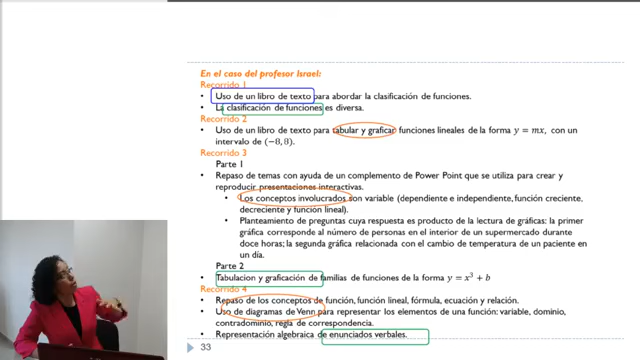 En el caso del profesor Israel:
Recorrido 1
Uso de un libro de texto para abordar la clasificación de funciones.
La clasificación de funciones es diversa.
Recorrido 2
Uso de un libro de texto para tabular y graficar funciones lineales de la forma y = mx, con un
intervalo de (−8, 8).
Recorrido 3
Parte 1
Repaso de temas con ayuda de un complemento de Power Point que se utiliza para crear y
reproducir presentaciones interactivas.
Los conceptos involucrados son variable (dependiente e independiente, función creciente,
decreciente y función lineal).
Planteamiento de preguntas cuya respuesta es producto de la lectura de gráficas: la primer
gráfica corresponde al número de personas en el interior de un supermercado durante
doce horas; la segunda gráfica relacionada con el cambio de temperatura de un paciente en
un día.
Parte 2
Tabulacion y graficación de familias de funciones de la forma y = x³ + b
Recorrido 4
Repaso de los conceptos de función, función lineal, fórmula, ecuación y relación.
Uso de diagramas de Venn para representar los elementos de una función: variable, dominio,
contradominio, regla de correspondencia.
Representación algebraica de enunciados verbales.
33